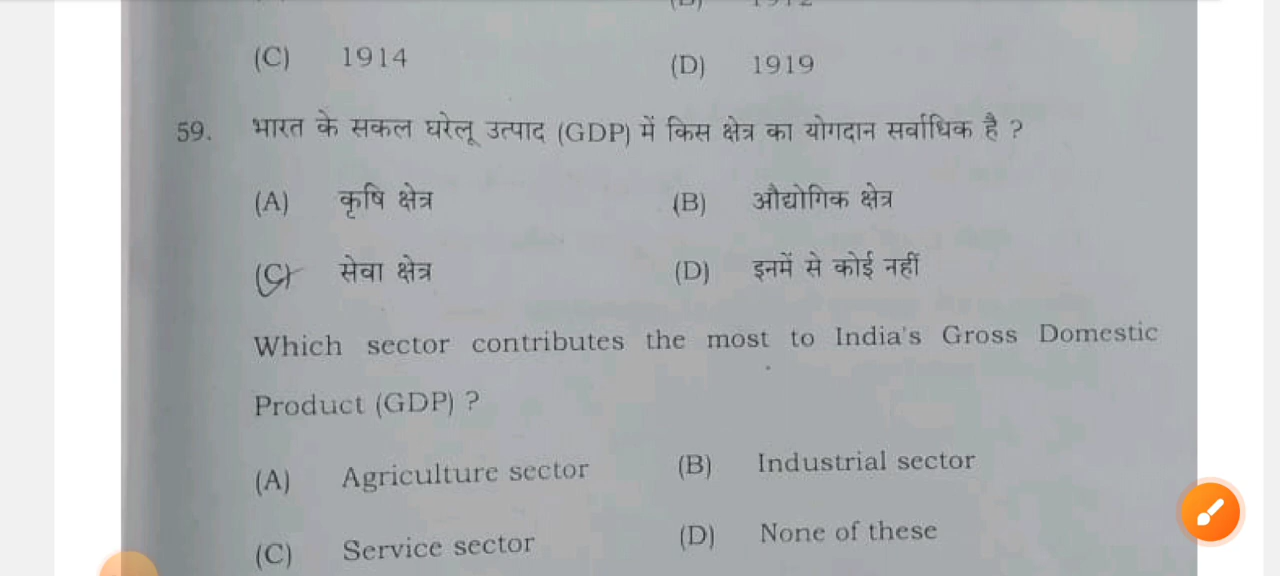 (C) 1914 (D) 1919
59. भारत के सकल घरेलू उत्पाद (GDP) में किस क्षेत्र का योगदान सर्वाधिक है ?
(A) कृषि क्षेत्र (B) औद्योगिक क्षेत्र
(C) सेवा क्षेत्र (D) इनमें से कोई नहीं
Which sector contributes the most to India's Gross Domestic
Product (GDP) ?
(A) Agriculture sector (B) Industrial sector
(C) Service sector (D) None of these